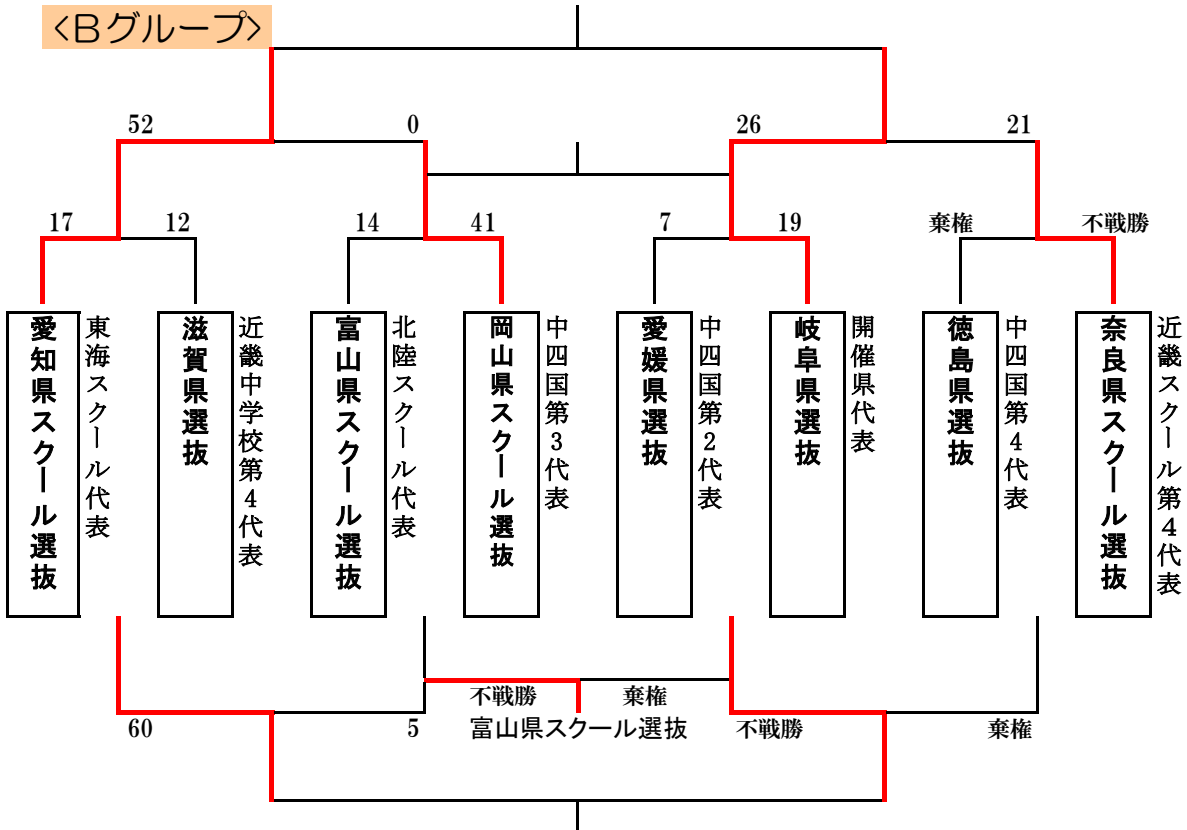 <Bグループ>
52 0 26 21
17 12 14 41 7 19 棄権 不戦勝
愛知県スクール選抜
東海スクール代表
滋賀県選抜
近畿中学校第4代表
富山県スクール選抜
北陸スクール代表
岡山県スクール選抜
中四国第3代表
愛媛県選抜
中四国第2代表
岐阜県選抜
開催県代表
徳島県選抜
中四国第4代表
奈良県スクール選抜
近畿スクール第4代表
不戦勝 棄権
60 5 富山県スクール選抜 不戦勝 棄権